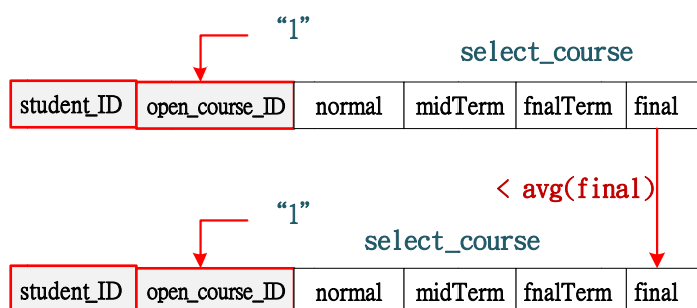 “1”
select_course
student_ID open_course_ID normal midTerm fnalTerm final
< avg(final)
“1”
select_course
student_ID open_course_ID normal midTerm fnalTerm final